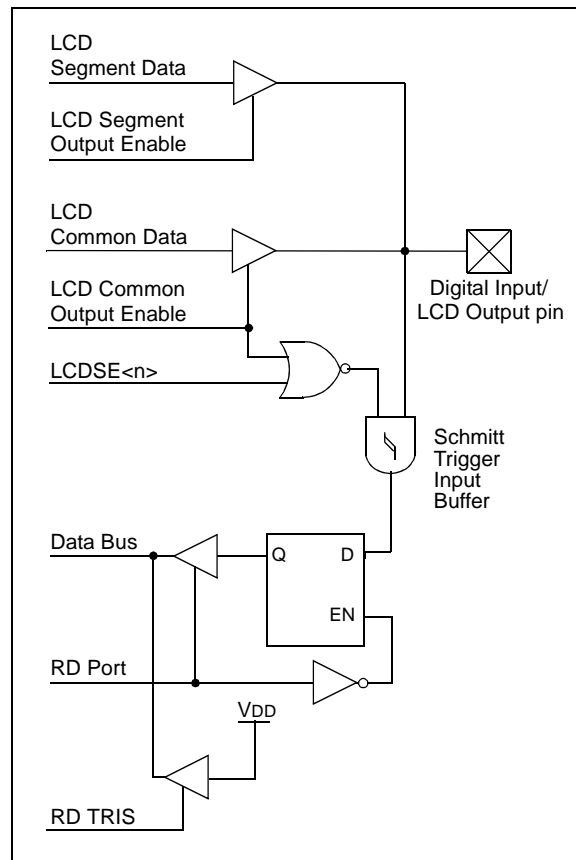 LCD
Segment Data
LCD Segment
Output Enable
LCD
Common Data
LCD Common
Output Enable
LCDSE<n>
Digital Input/
LCD Output pin
Schmitt
Trigger
Input
Buffer
Data Bus
Q
D
EN
RD Port
VDD
RD TRIS